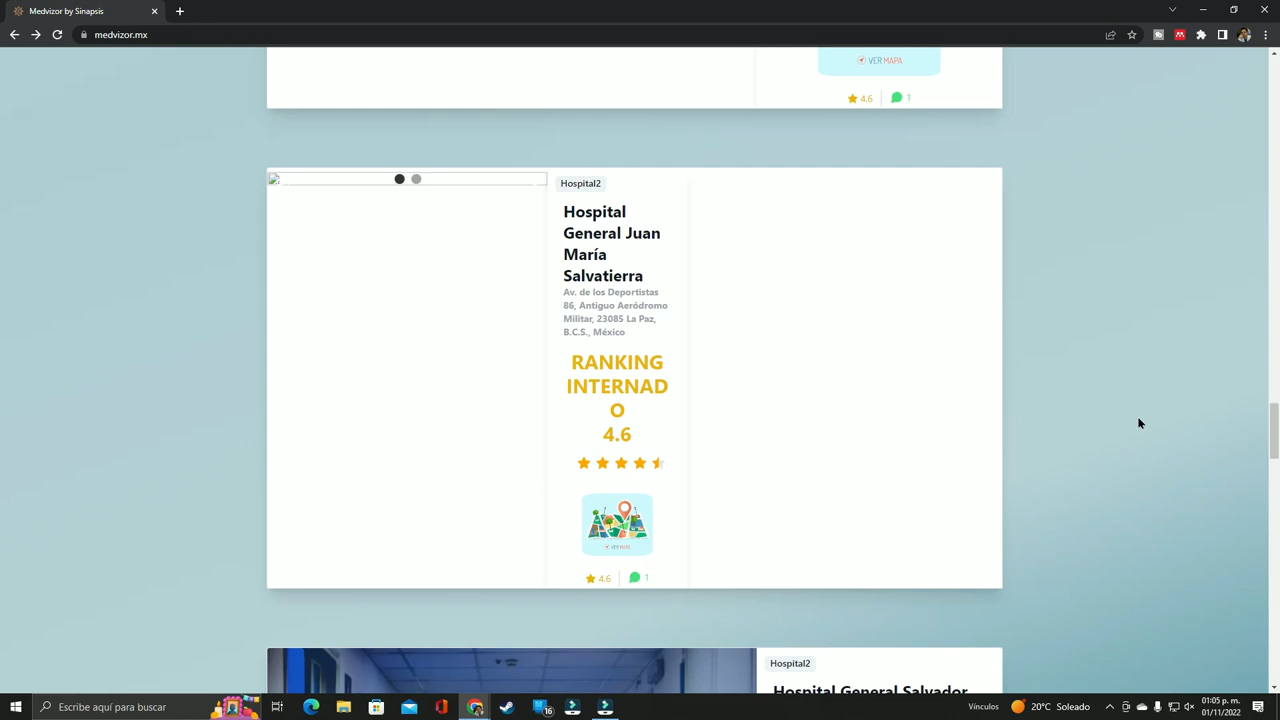 Medvizor by Sinapsis
medvizor.mx
VER MAPA
4.6 1
Hospital2
Hospital
General Juan
María
Salvatierra
Av. de los Deportistas
86, Antiguo Aeródromo
Militar, 23085 La Paz,
B.C.S., México
RANKING
INTERNAD
O
4.6
VER MAPA
4.6 1
Hospital2
Hospital General Salvador
Escribe aquí para buscar
16
Vínculos
20°C Soleado
01:05 p. m.
01/11/2022